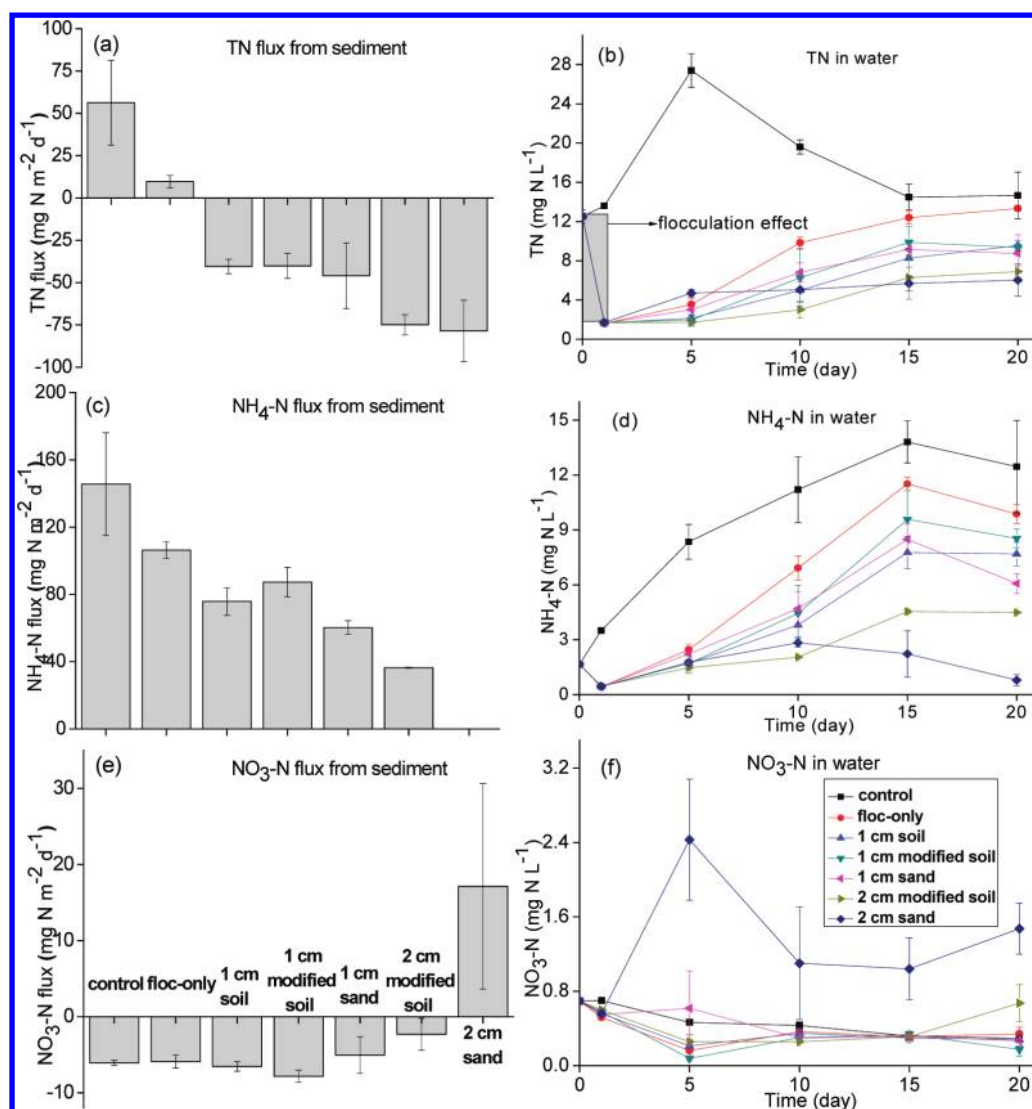 (a)
TN flux from sediment
TN flux (mg N m⁻² d⁻¹)
100
75
50
25
0
-25
-50
-75
-100
(b)
TN in water
flocculation effect
TN (mg N L⁻¹)
28
24
20
16
12
8
4
0
0 5 10 15 20
Time (day)
(c)
NH4-N flux from sediment
NH4-N flux (mg N m⁻² d⁻¹)
160
200
120
80
40
0
(d)
NH4-N in water
NH4-N (mg N L⁻¹)
15
12
9
6
3
0
0 5 10 15 20
Time (day)
(e)
NO3-N flux from sediment
NO3-N flux (mg N m⁻² d⁻¹)
30
20
10
0
-10
control
floc-only
1 cm soil
1 cm modified soil
1 cm sand
2 cm modified soil
2 cm sand
(f)
NO3-N in water
NO3-N (mg N L⁻¹)
3.2
2.4
1.6
0.8
0.0
control
floc-only
1 cm soil
1 cm modified soil
1 cm sand
2 cm modified soil
2 cm sand
0 5 10 15 20
Time (day)